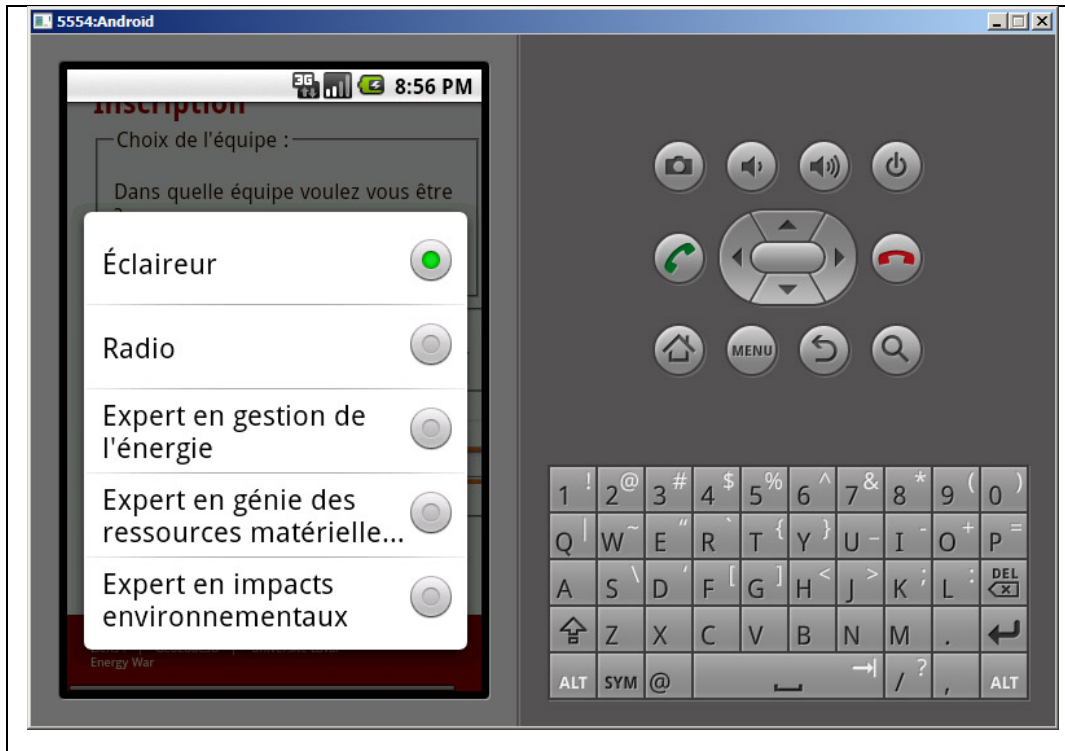 5554:Android
3G 8:56 PM
Inscription
Choix de l'équipe :
Dans quelle équipe voulez vous être
?
Éclaireur
Radio
Expert en gestion de
l'énergie
Expert en génie des
ressources matérielle...
Expert en impacts
environnementaux
Energy War
MENU
1 ! 2 @ 3 # 4 $ 5 % 6 ^ 7 & 8 * 9 ( 0 )
Q | W ~ E " R ` T { Y } U _ I - O + P =
A S \ D ' F [ G ] H < J > K ; L : DEL
Z X C V B N M .
ALT SYM @ / ? , ALT